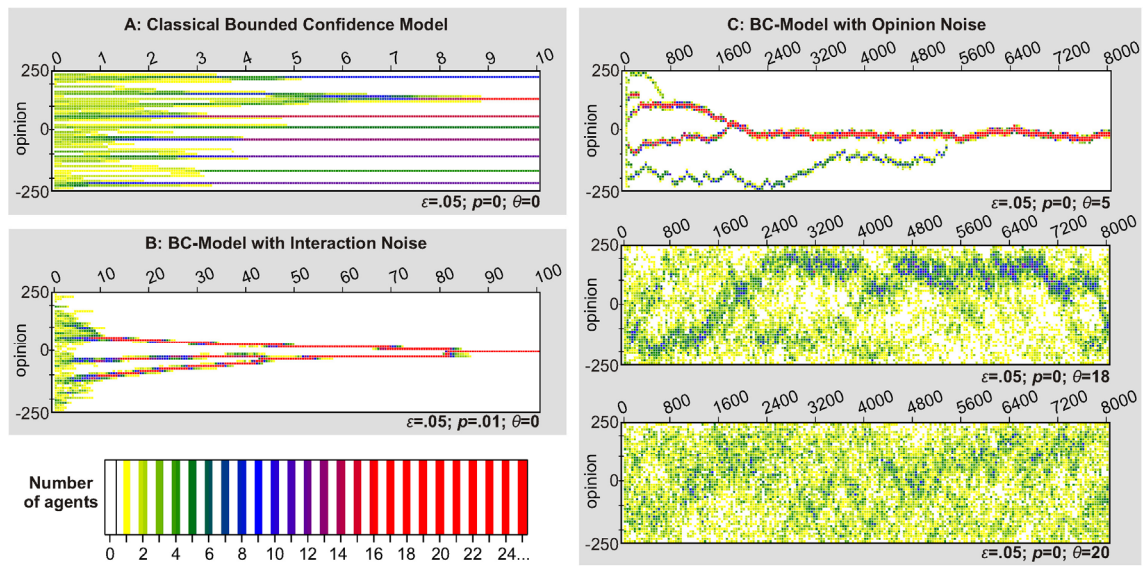 A: Classical Bounded Confidence Model
0 1 2 3 4 5 6 7 8 9 10
250
opinion
0
-250
ε=.05; p=0; θ=0
B: BC-Model with Interaction Noise
0 10 20 30 40 50 60 70 80 90 100
250
opinion
0
-250
ε=.05; p=.01; θ=0
Number
of agents
0 2 4 6 8 10 12 14 16 18 20 22 24...
C: BC-Model with Opinion Noise
0 800 1600 2400 3200 4000 4800 5600 6400 7200 8000
250
opinion
0
-250
ε=.05; p=0; θ=5
0 800 1600 2400 3200 4000 4800 5600 6400 7200 8000
250
opinion
0
-250
ε=.05; p=0; θ=18
0 800 1600 2400 3200 4000 4800 5600 6400 7200 8000
250
opinion
0
-250
ε=.05; p=0; θ=20